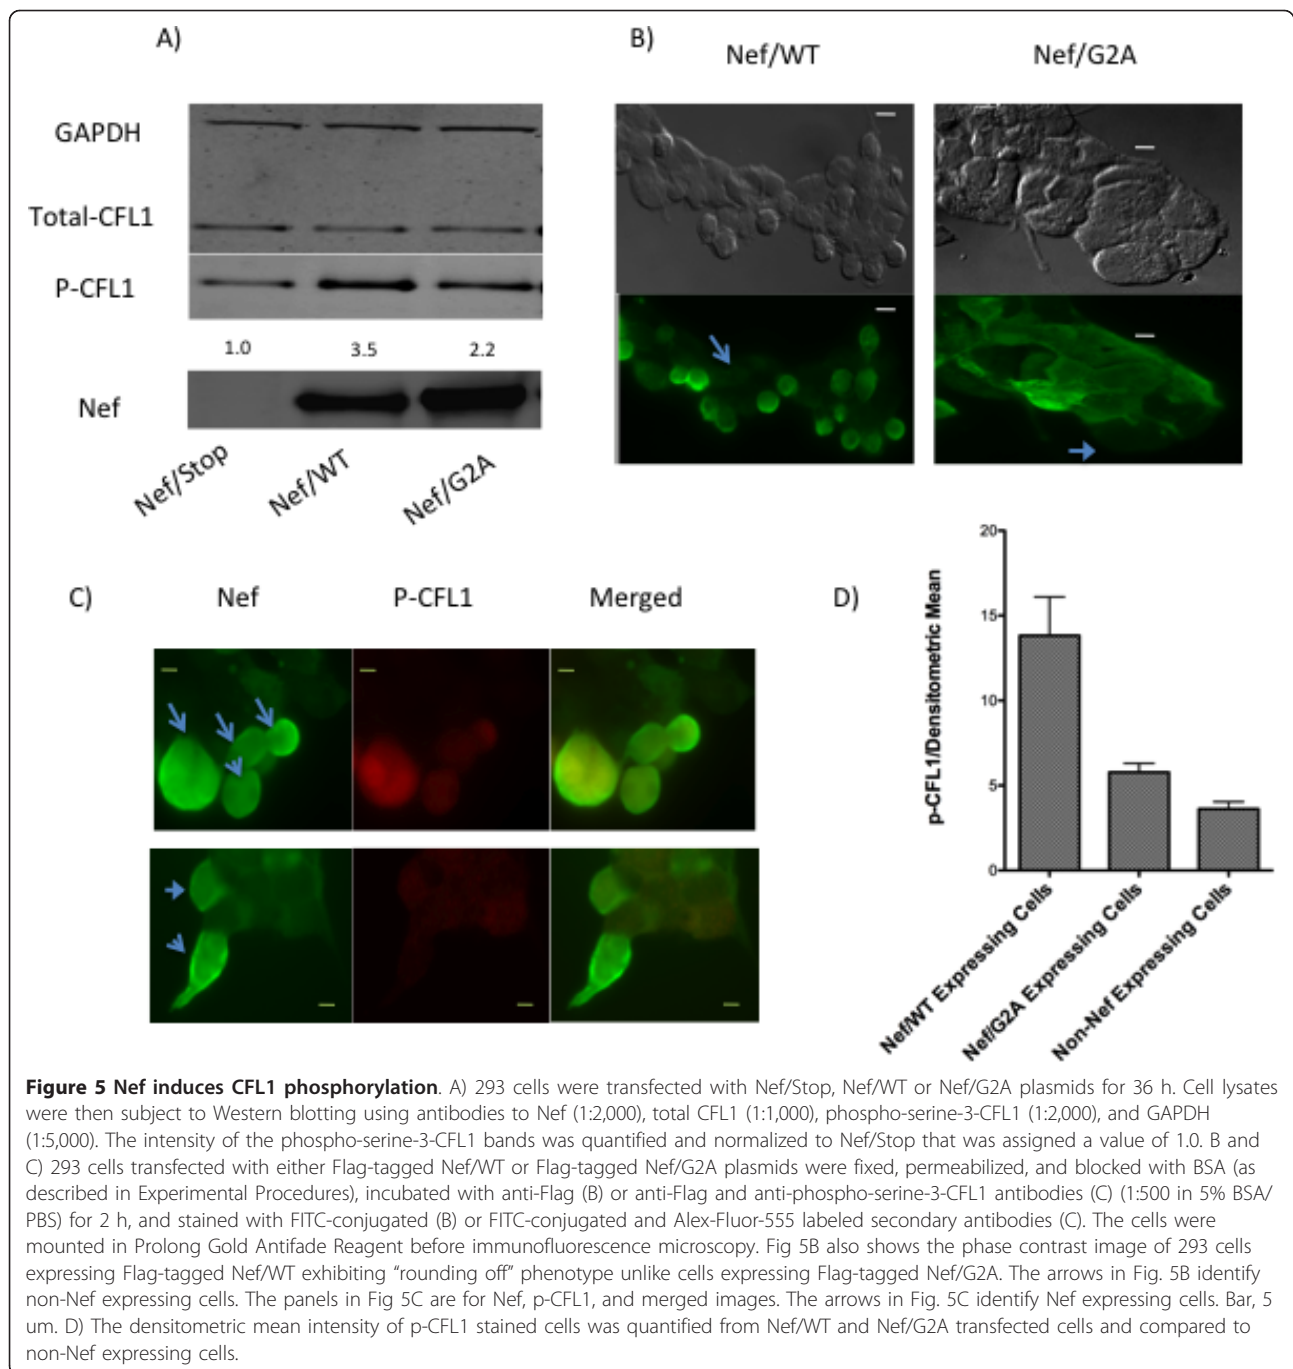 A)
GAPDH
Total-CFL1
P-CFL1
1.0 3.5 2.2
Nef
Nef/Stop
Nef/WT
Nef/G2A
B)
Nef/WT Nef/G2A
C)
Nef P-CFL1 Merged
D)
p-CFL1/Densitometric Mean
20
15
10
5
0
Nef/WT Expressing Cells
Nef/G2A Expressing Cells
Non-Nef Expressing Cells
Figure 5 Nef induces CFL1 phosphorylation. A) 293 cells were transfected with Nef/Stop, Nef/WT or Nef/G2A plasmids for 36 h. Cell lysates
were then subject to Western blotting using antibodies to Nef (1:2,000), total CFL1 (1:1,000), phospho-serine-3-CFL1 (1:2,000), and GAPDH
(1:5,000). The intensity of the phospho-serine-3-CFL1 bands was quantified and normalized to Nef/Stop that was assigned a value of 1.0. B and
C) 293 cells transfected with either Flag-tagged Nef/WT or Flag-tagged Nef/G2A plasmids were fixed, permeabilized, and blocked with BSA (as
described in Experimental Procedures), incubated with anti-Flag (B) or anti-Flag and anti-phospho-serine-3-CFL1 antibodies (C) (1:500 in 5% BSA/
PBS) for 2 h, and stained with FITC-conjugated (B) or FITC-conjugated and Alex-Fluor-555 labeled secondary antibodies (C). The cells were
mounted in Prolong Gold Antifade Reagent before immunofluorescence microscopy. Fig 5B also shows the phase contrast image of 293 cells
expressing Flag-tagged Nef/WT exhibiting “rounding off” phenotype unlike cells expressing Flag-tagged Nef/G2A. The arrows in Fig. 5B identify
non-Nef expressing cells. The panels in Fig 5C are for Nef, p-CFL1, and merged images. The arrows in Fig. 5C identify Nef expressing cells. Bar, 5
um. D) The densitometric mean intensity of p-CFL1 stained cells was quantified from Nef/WT and Nef/G2A transfected cells and compared to
non-Nef expressing cells.